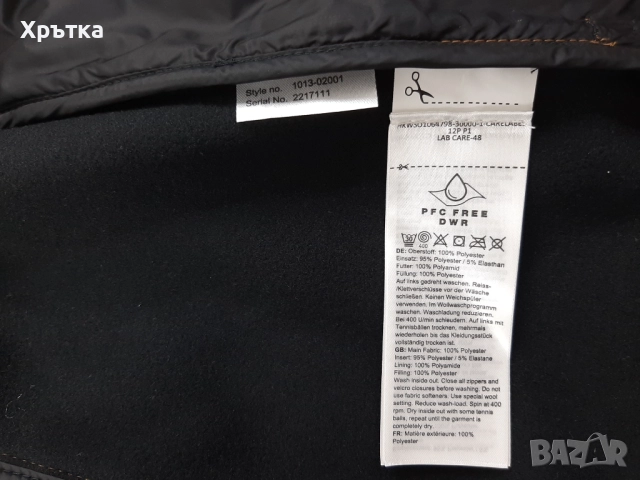 Хрътка
Style no. 1013-02001
Serial No. 2217111
12P P1
LAB CARE-48
PFC FREE
DWR
30 400
DE: Oberstoff: 100% Polyester
Einsatz: 95% Polyester / 5% Elasthan
Futter: 100% Polyamid
Füllung: 100% Polyester
Auf links gedreht waschen. Reiss-
/Klettverschlüsse vor der Wäsche
schließen. Keinen Weichspüler
verwenden. Im Wollwaschprogramm
waschen. Waschladung reduzieren.
Bei 400 U/min schleudern. Auf links mit
Tennisbällen trocknen, mehrmals
wiederholen bis das Kleidungsstück
vollständig trocken ist.
GB: Main Fabric: 100% Polyester
Insert: 95% Polyester / 5% Elastane
Lining: 100% Polyamide
Filling: 100% Polyester
Wash inside out. Close all zippers and
velcro closures before washing. Do not
use fabric softeners. Use special wool
setting. Reduce wash-load. Spin at 400
rpm. Dry inside out with some tennis
balls, repeat until the garment is
completely dry.
FR: Matière extérieure: 100%
Polyester
BAZAR